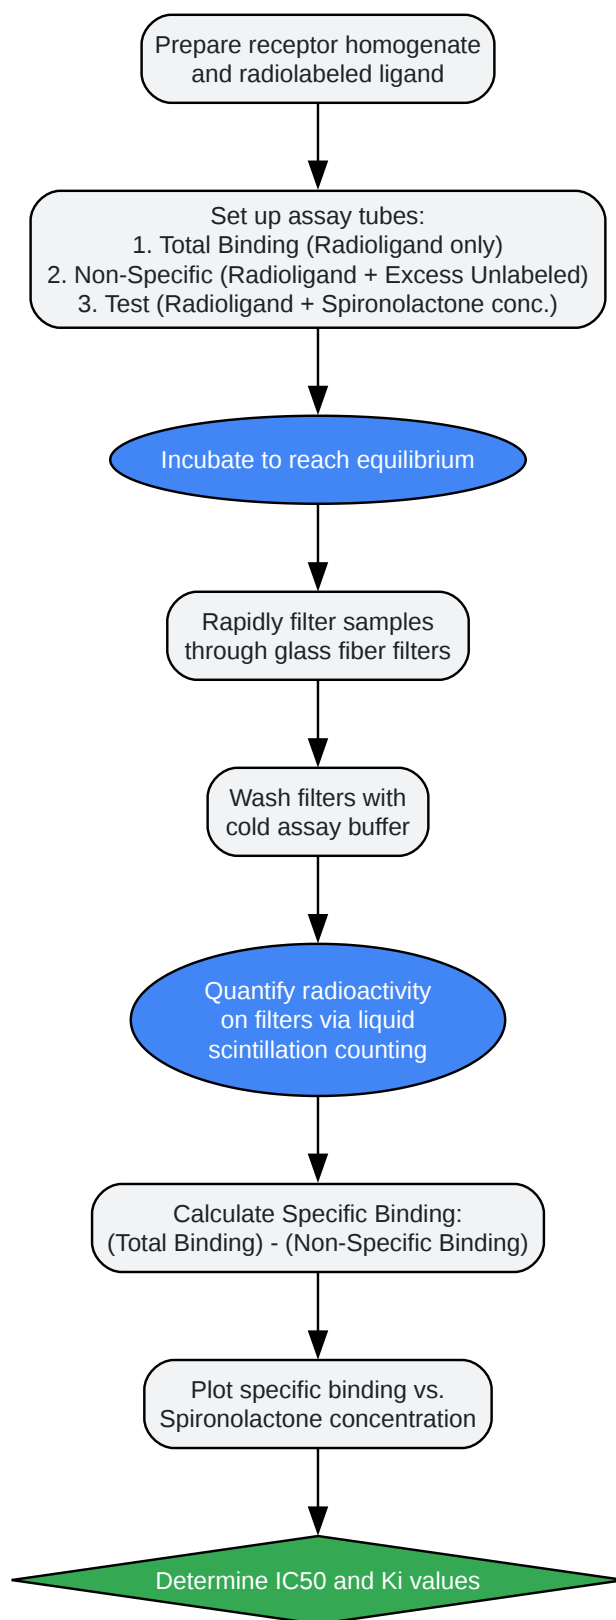 Prepare receptor homogenate
and radiolabeled ligand
Set up assay tubes:
1. Total Binding (Radioligand only)
2. Non-Specific (Radioligand + Excess Unlabeled)
3. Test (Radioligand + Spironolactone conc.)
Incubate to reach equilibrium
Rapidly filter samples
through glass fiber filters
Wash filters with
cold assay buffer
Quantify radioactivity
on filters via liquid
scintillation counting
Calculate Specific Binding:
(Total Binding) - (Non-Specific Binding)
Plot specific binding vs.
Spironolactone concentration
Determine IC50 and Ki values